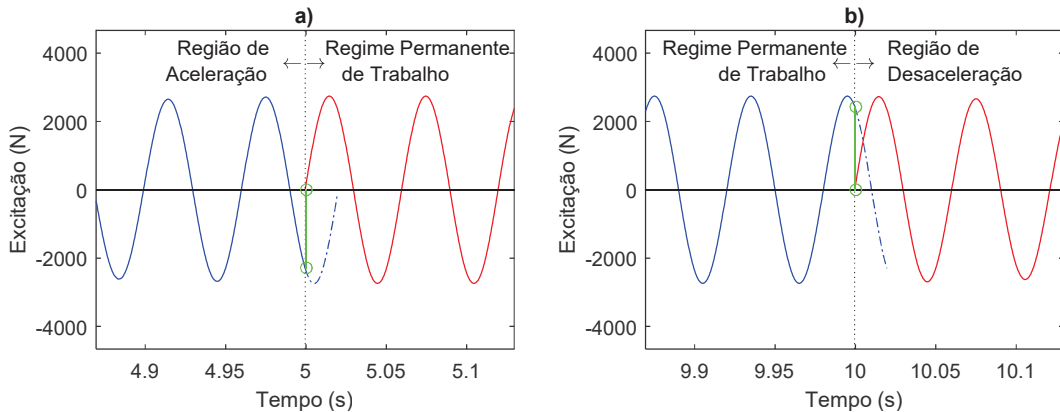 a)
Região de
Aceleração
Regime Permanente
de Trabalho
Excitação (N)
4000
2000
0
-2000
-4000
4.9
4.95
5
5.05
5.1
Tempo (s)
b)
Regime Permanente
de Trabalho
Região de
Desaceleração
Excitação (N)
4000
2000
0
-2000
-4000
9.9
9.95
10
10.05
10.1
Tempo (s)